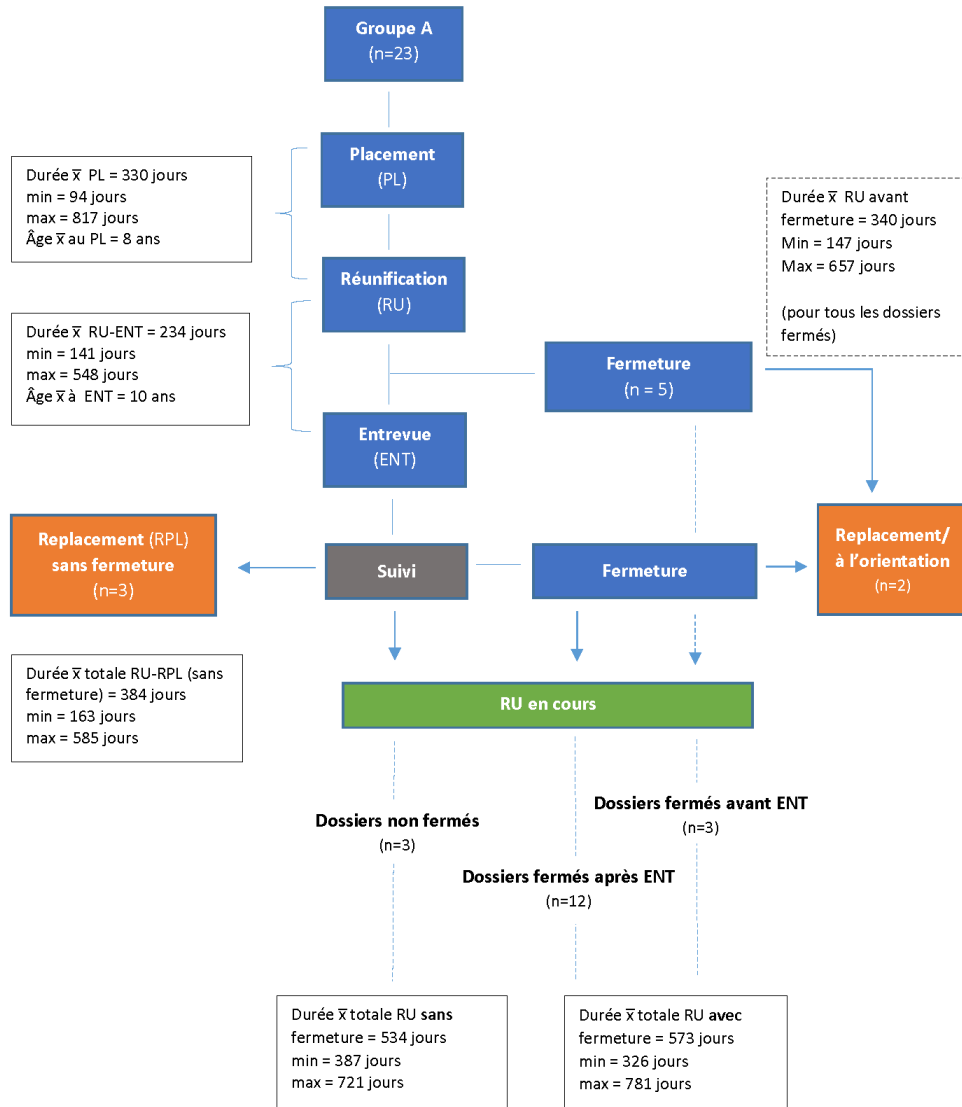 Groupe A
(n=23)
Placement
(PL)
Durée x̅ PL = 330 jours
min = 94 jours
max = 817 jours
Âge x̅ au PL = 8 ans
Durée x̅ RU avant
fermeture = 340 jours
Min = 147 jours
Max = 657 jours
(pour tous les dossiers
fermés)
Réunification
(RU)
Durée x̅ RU-ENT = 234 jours
min = 141 jours
max = 548 jours
Âge x̅ à ENT = 10 ans
Fermeture
(n = 5)
Entrevue
(ENT)
Replacement (RPL)
sans fermeture
(n=3)
Suivi
Fermeture
Replacement/
à l’orientation
(n=2)
Durée x̅ totale RU-RPL (sans
fermeture) = 384 jours
min = 163 jours
max = 585 jours
RU en cours
Dossiers non fermés
(n=3)
Dossiers fermés avant ENT
(n=3)
Dossiers fermés après ENT
(n=12)
Durée x̅ totale RU sans
fermeture = 534 jours
min = 387 jours
max = 721 jours
Durée x̅ totale RU avec
fermeture = 573 jours
min = 326 jours
max = 781 jours